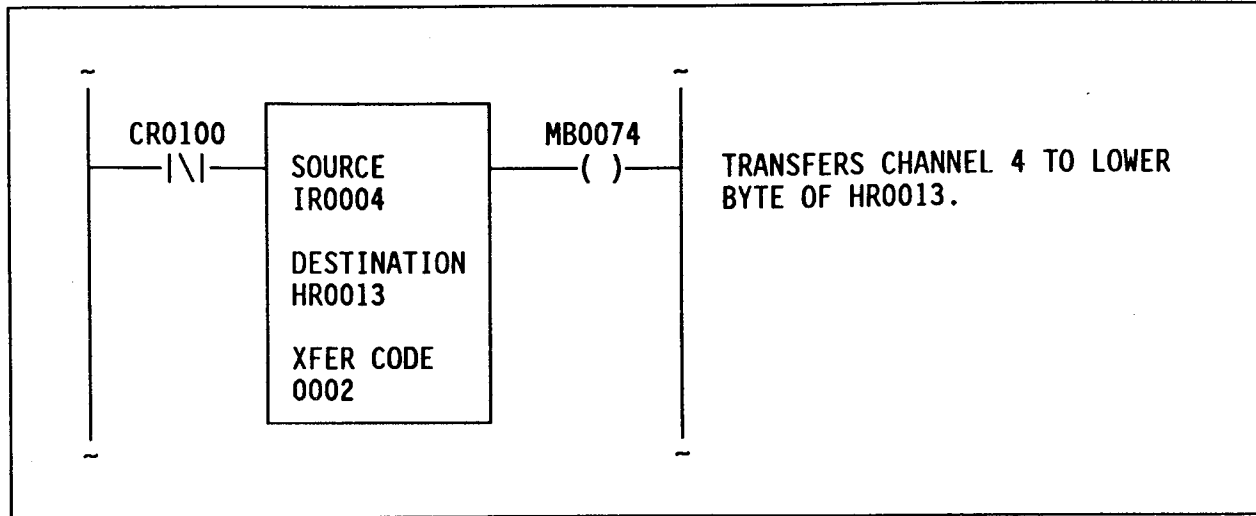 CR0100
MB0074
SOURCE
IR0004
DESTINATION
HR0013
XFER CODE
0002
TRANSFERS CHANNEL 4 TO LOWER
BYTE OF HR0013.